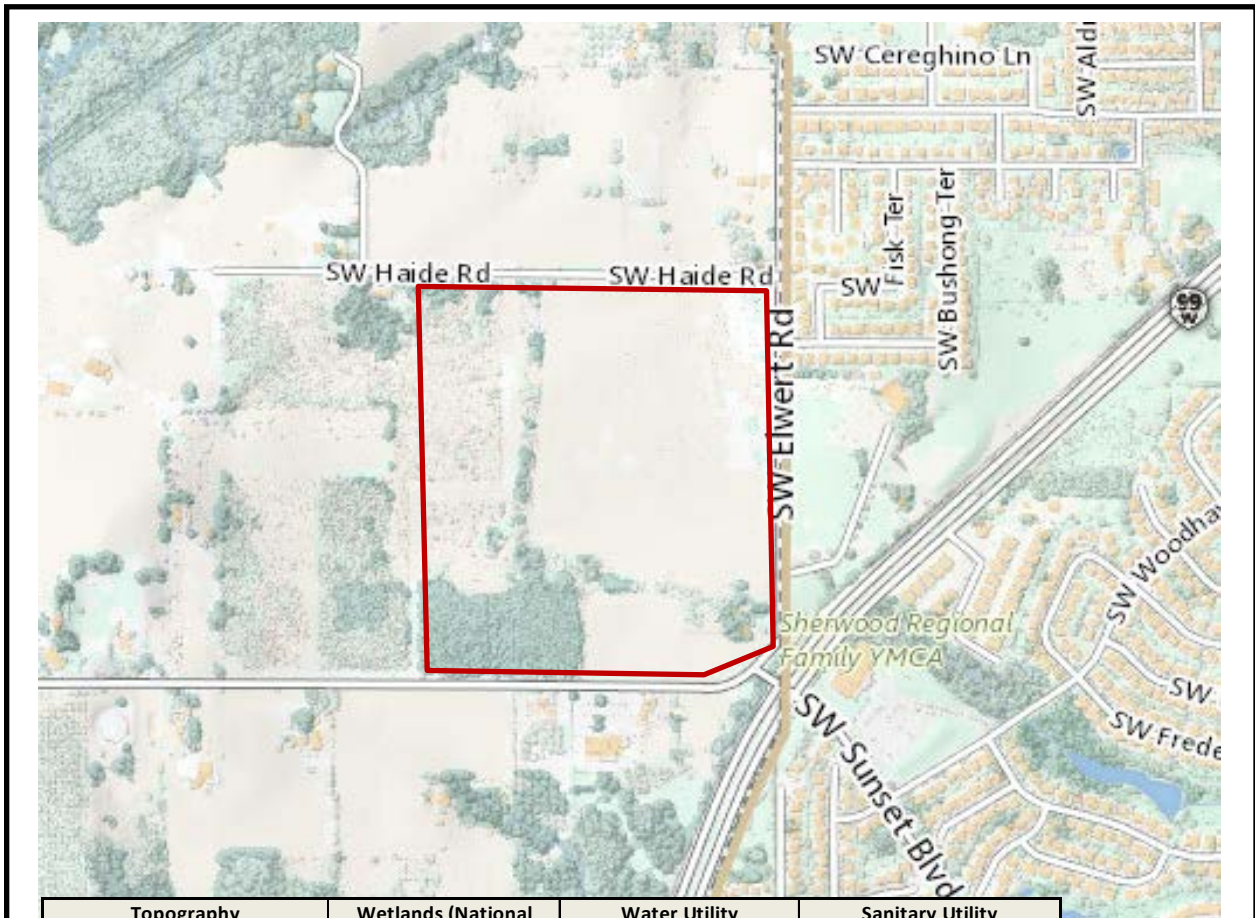 SW Cereghino Ln
SW Aldi
SW Fisk Ter
SW Bushong Ter
99
W
SW Haide Rd
SW Haide Rd
SW Elwert Rd
SW Woodha
Sherwood Regional
Family YMCA
SW
SW Frede
SW Sunset Blvd
Topography
Wetlands (National
Water Utility
Sanitary Utility